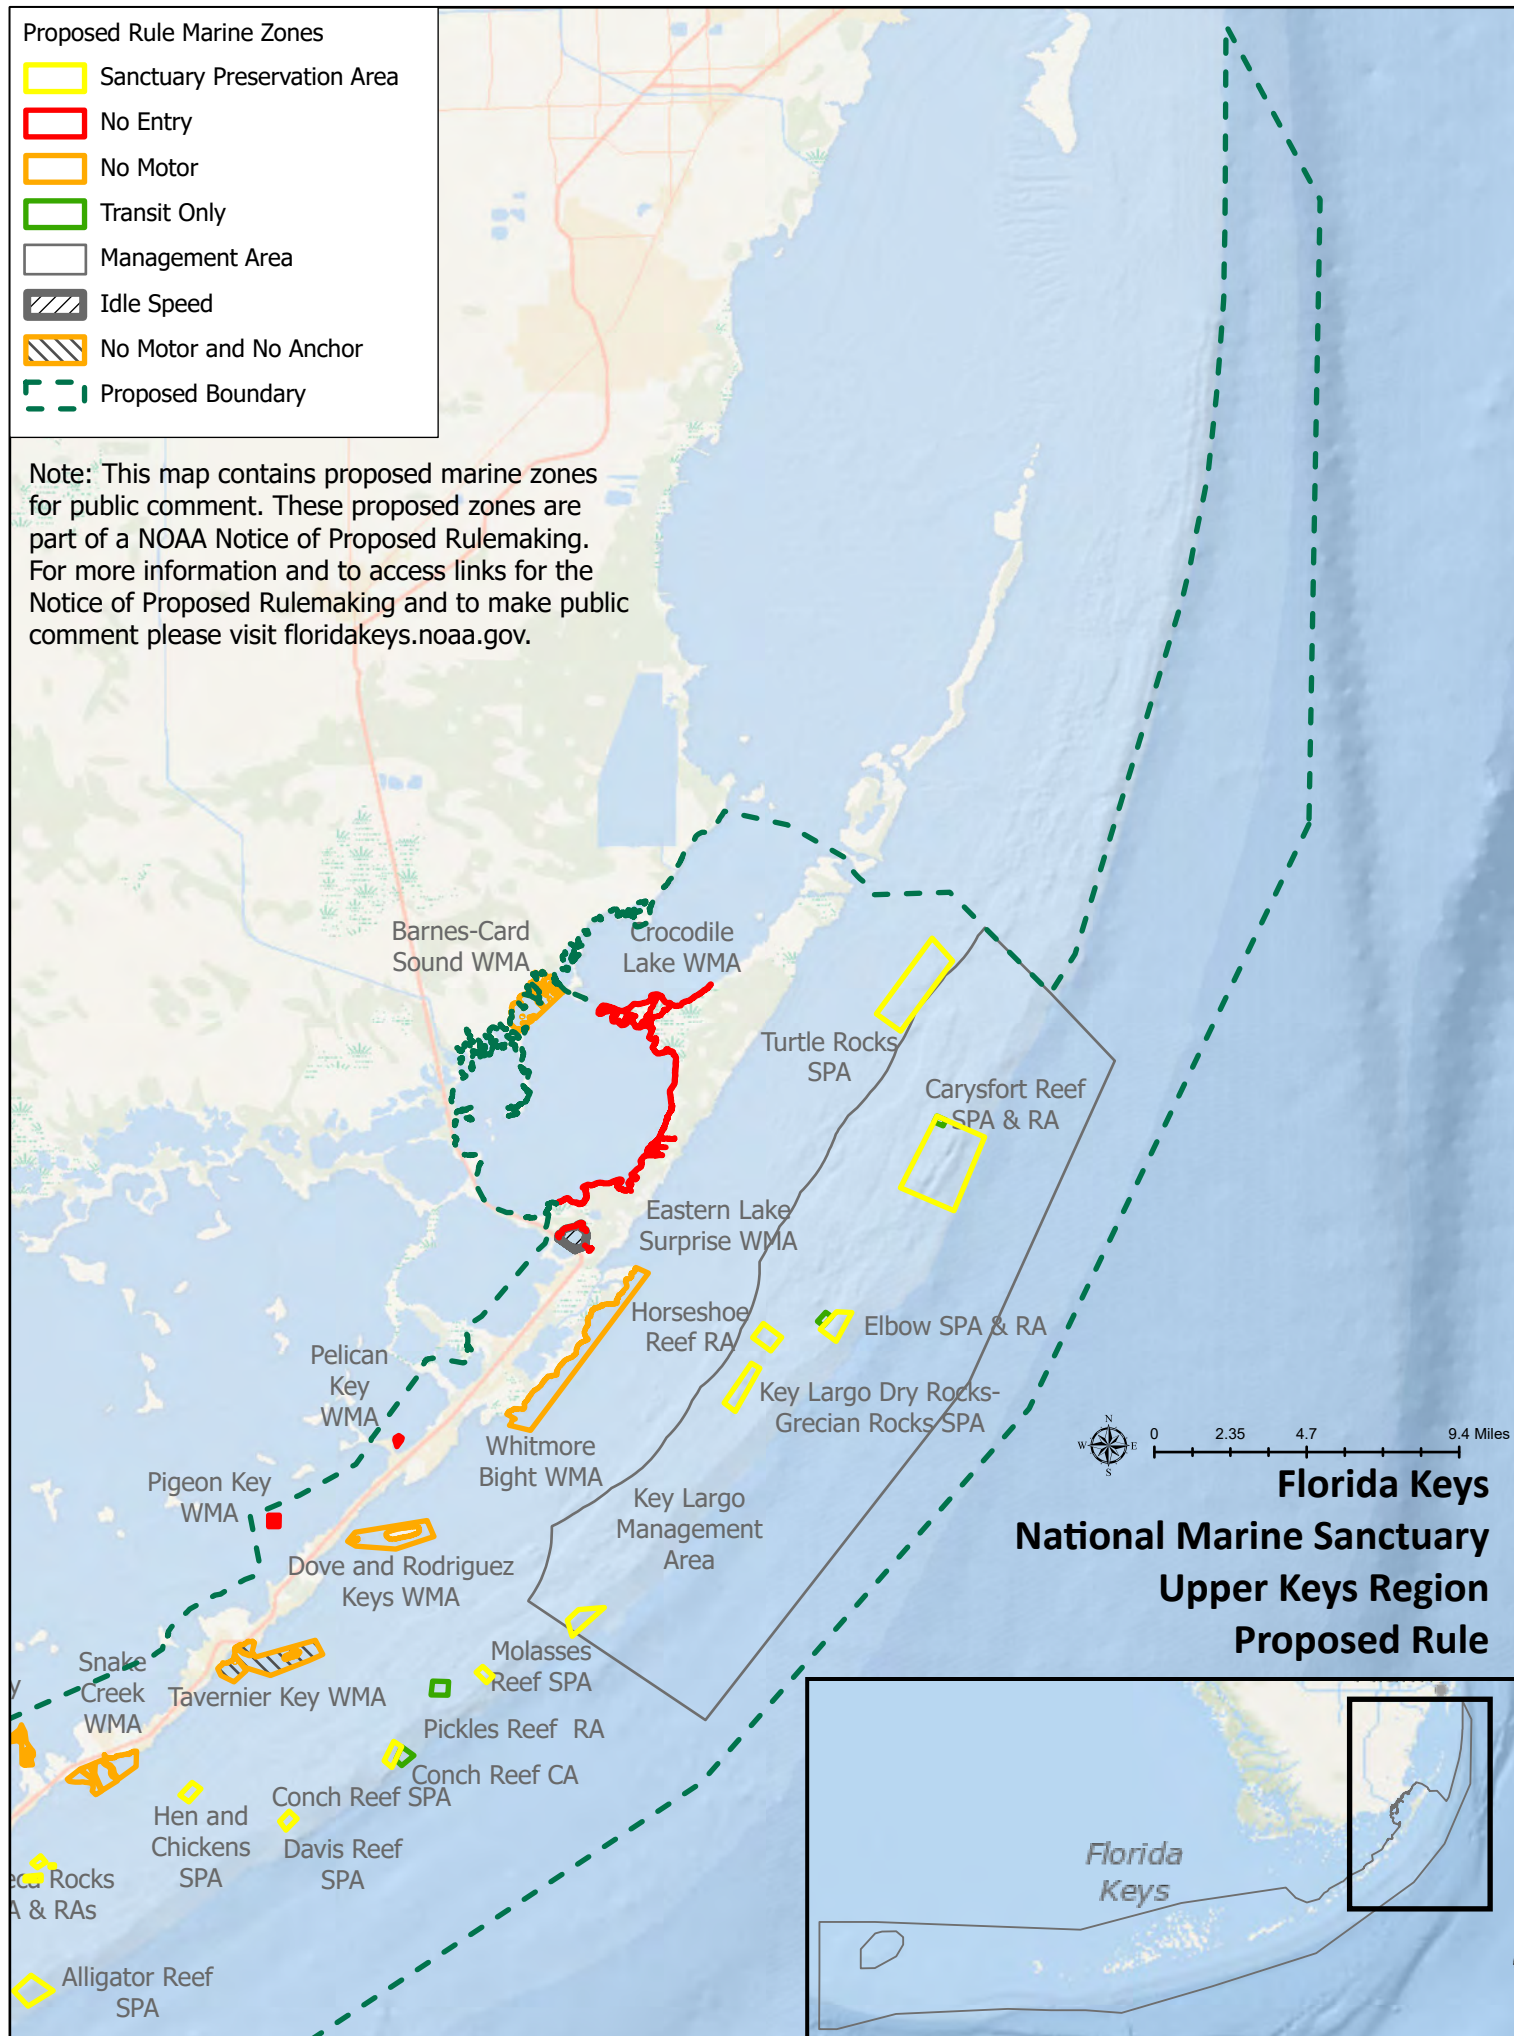 Proposed Rule Marine Zones
Sanctuary Preservation Area
No Entry
No Motor
Transit Only
Management Area
Idle Speed
No Motor and No Anchor
Proposed Boundary
Note: This map contains proposed marine zones
for public comment. These proposed zones are
part of a NOAA Notice of Proposed Rulemaking.
For more information and to access links for the
Notice of Proposed Rulemaking and to make public
comment please visit floridakeys.noaa.gov.
Barnes-Card
Sound WMA
Crocodile
Lake WMA
Turtle Rocks
SPA
Carysfort Reef
SPA & RA
Eastern Lake
Surprise WMA
Horseshoe
Reef RA
Elbow SPA & RA
Pelican
Key
WMA
Key Largo Dry Rocks-
Grecian Rocks SPA
Whitmore
Bight WMA
Pigeon Key
WMA
Key Largo
Management
Area
Dove and Rodriguez
Keys WMA
Molasses
Reef SPA
Snake
Creek
WMA
Tavernier Key WMA
y
Pickles Reef RA
Conch Reef CA
Conch Reef SPA
Hen and
Chickens
SPA
Davis Reef
SPA
eca Rocks
A & RAs
Alligator Reef
SPA
N
W E
S
0 2.35 4.7 9.4 Miles
Florida Keys
National Marine Sanctuary
Upper Keys Region
Proposed Rule
Florida
Keys